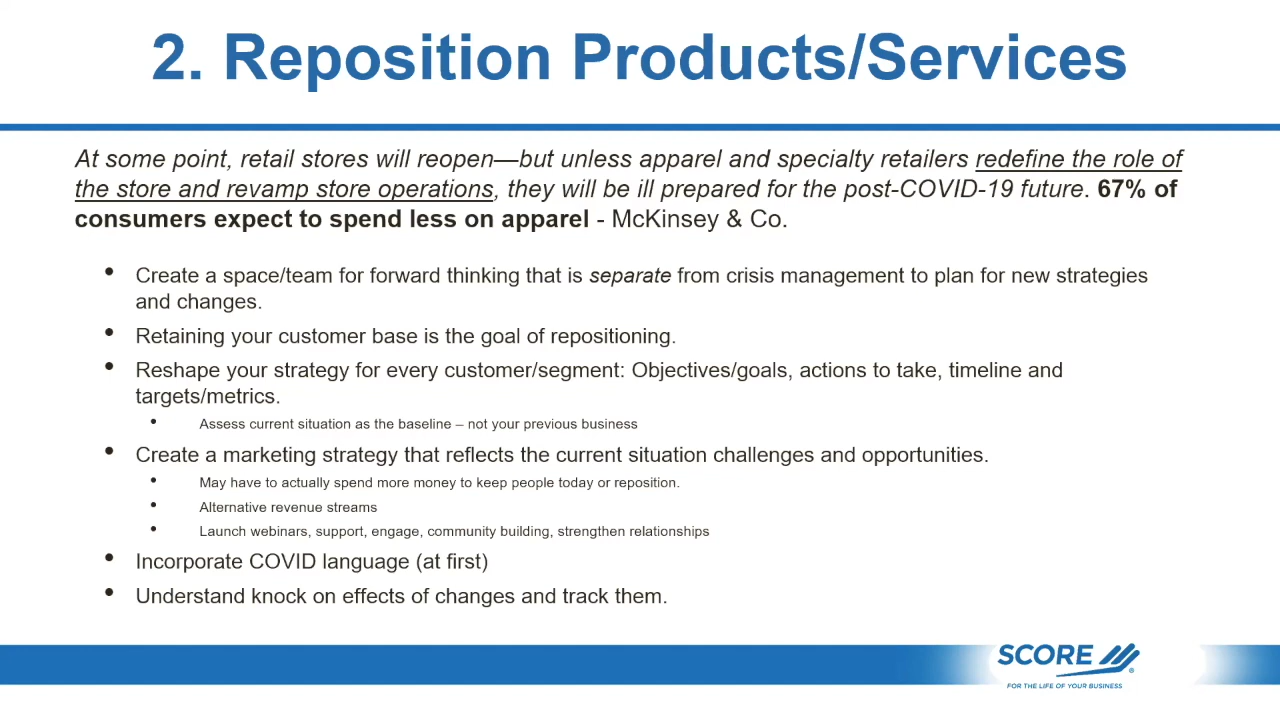 2. Reposition Products/Services
At some point, retail stores will reopen—but unless apparel and specialty retailers redefine the role of
the store and revamp store operations, they will be ill prepared for the post-COVID-19 future. 67% of
consumers expect to spend less on apparel - McKinsey & Co.
• Create a space/team for forward thinking that is separate from crisis management to plan for new strategies
and changes.
• Retaining your customer base is the goal of repositioning.
• Reshape your strategy for every customer/segment: Objectives/goals, actions to take, timeline and
targets/metrics.
• Assess current situation as the baseline – not your previous business
• Create a marketing strategy that reflects the current situation challenges and opportunities.
• May have to actually spend more money to keep people today or reposition.
• Alternative revenue streams
• Launch webinars, support, engage, community building, strengthen relationships
• Incorporate COVID language (at first)
• Understand knock on effects of changes and track them.
SCORE ®
FOR THE LIFE OF YOUR BUSINESS